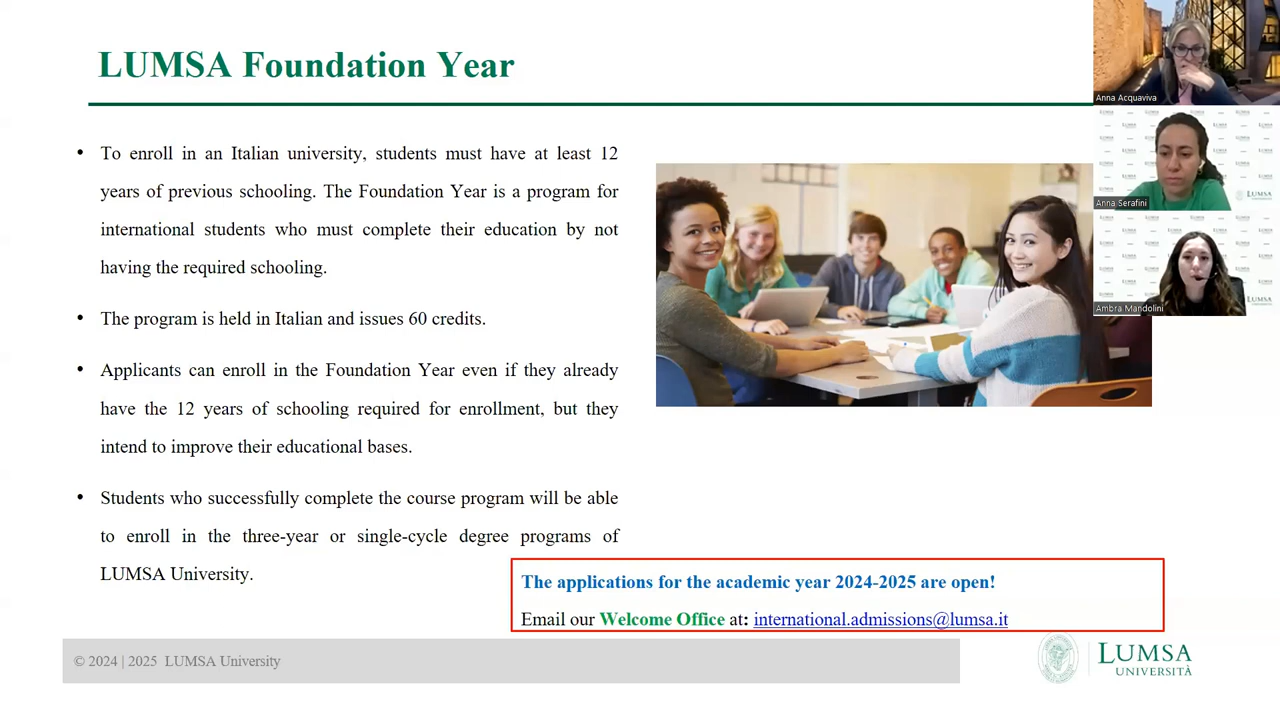 LUMSA Foundation Year
• To enroll in an Italian university, students must have at least 12
years of previous schooling. The Foundation Year is a program for
international students who must complete their education by not
having the required schooling.
• The program is held in Italian and issues 60 credits.
• Applicants can enroll in the Foundation Year even if they already
have the 12 years of schooling required for enrollment, but they
intend to improve their educational bases.
• Students who successfully complete the course program will be able
to enroll in the three-year or single-cycle degree programs of
LUMSA University.
The applications for the academic year 2024-2025 are open!
Email our Welcome Office at: international.admissions@lumsa.it
© 2024 | 2025 LUMSA University
LUMSA
UNIVERSITÀ
Anna Acquaviva
LUMSA
Anna Serafini
LUMSA
Ambra Mandolini